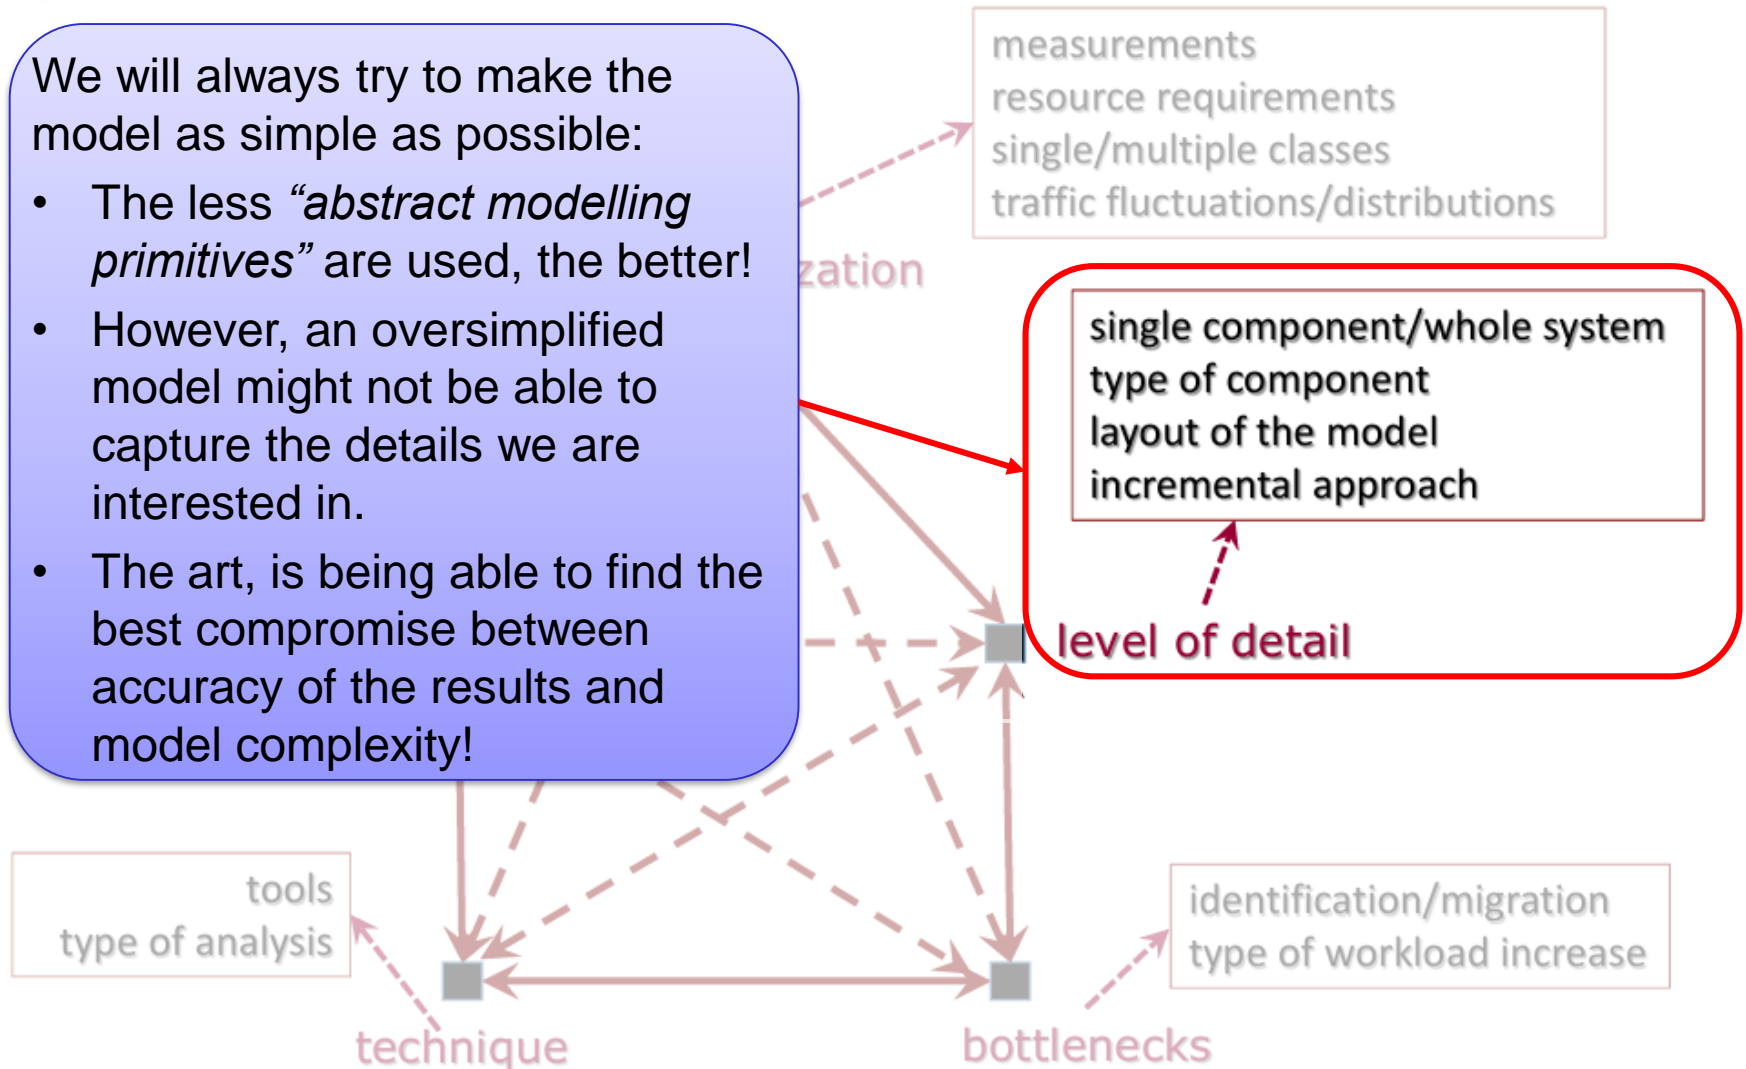 We will always try to make the
model as simple as possible:
• The less “abstract modelling
primitives” are used, the better!
• However, an oversimplified
model might not be able to
capture the details we are
interested in.
• The art, is being able to find the
best compromise between
accuracy of the results and
model complexity!
measurements
resource requirements
single/multiple classes
traffic fluctuations/distributions
zation
single component/whole system
type of component
layout of the model
incremental approach
level of detail
tools
type of analysis
technique
identification/migration
type of workload increase
bottlenecks